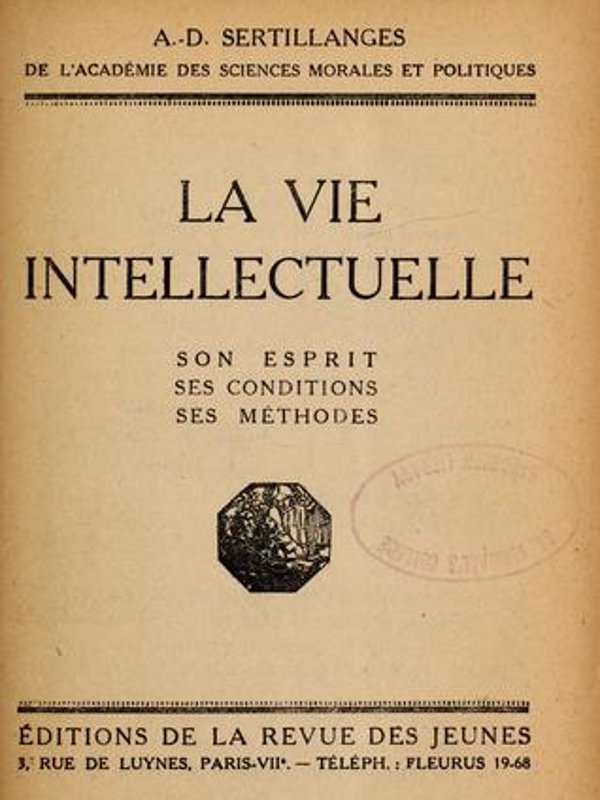 A.-D. SERTILLANGES
DE L'ACADÉMIE DES SCIENCES MORALES ET POLITIQUES
LA VIE
INTELLECTUELLE
SON ESPRIT
SES CONDITIONS
SES MÉTHODES
ÉDITIONS DE LA REVUE DES JEUNES
3, RUE DE LUYNES, PARIS-VIIe. — TÉLÉPH. : FLEURUS 19-68